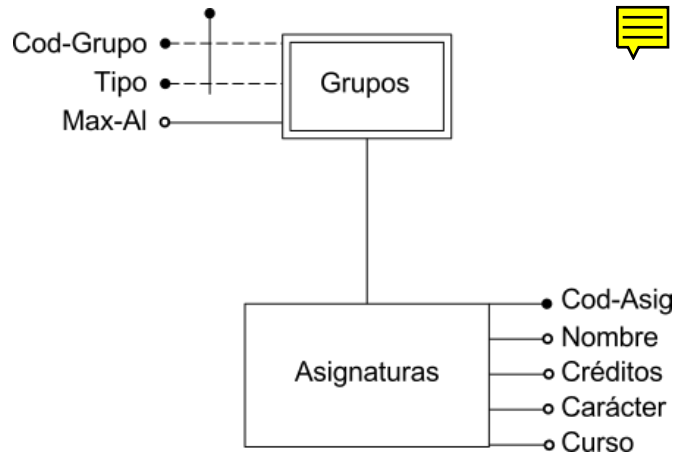 Cod-Grupo
Tipo
Max-Al
Grupos
Asignaturas
Cod-Asig
Nombre
Créditos
Carácter
Curso